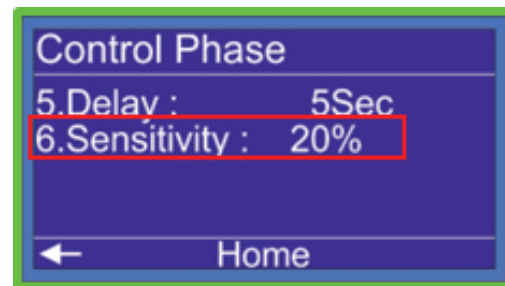 Control Phase
5.Delay : 5Sec
6.Sensitivity : 20%
Home